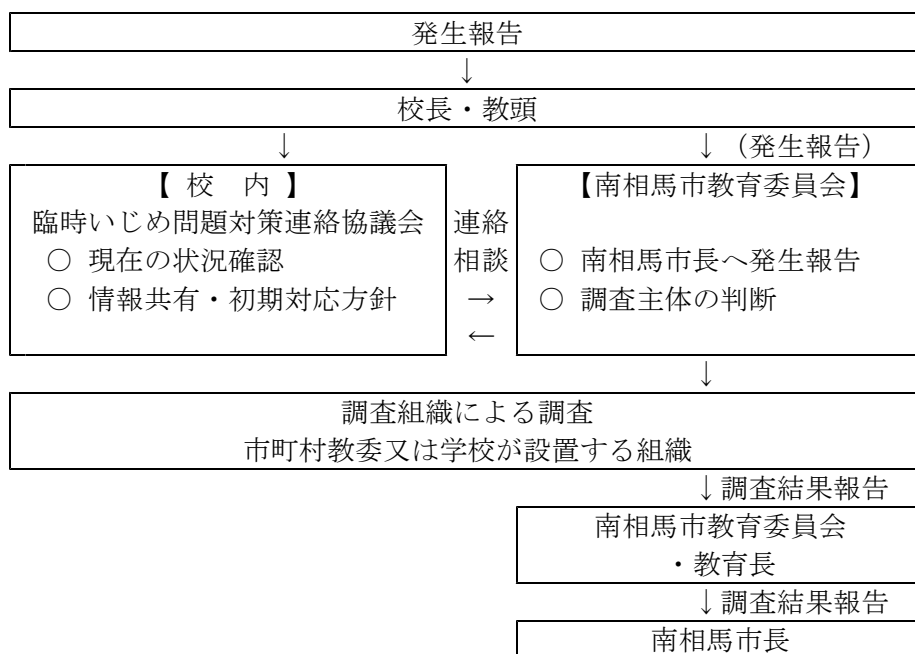 発生報告
↓
校長・教頭
↓
↓（発生報告）
【 校　内 】
臨時いじめ問題対策連絡協議会
○ 現在の状況確認
○ 情報共有・初期対応方針
連絡
相談
→
←
【南相馬市教育委員会】
○ 南相馬市長へ発生報告
○ 調査主体の判断
↓
調査組織による調査
市町村教委又は学校が設置する組織
↓調査結果報告
南相馬市教育委員会
・教育長
↓調査結果報告
南相馬市長